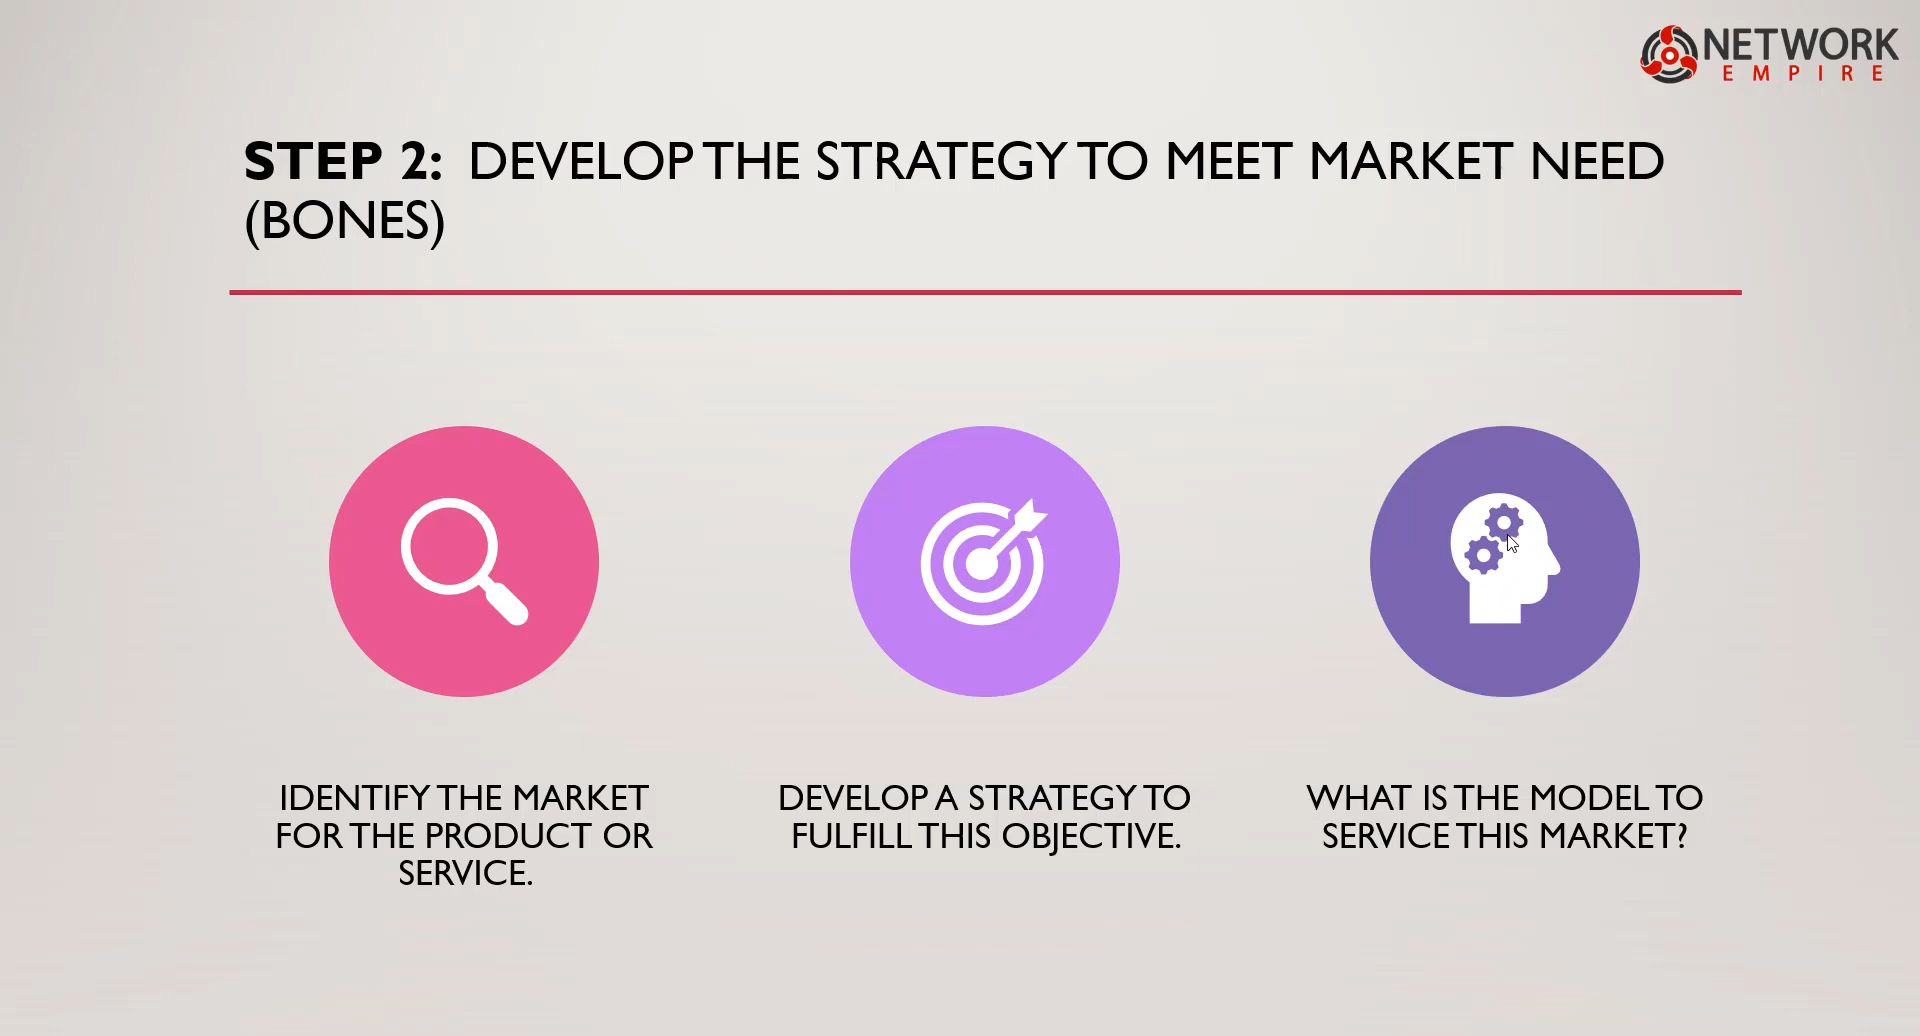 NETWORK
EMPIRE
STEP 2: DEVELOP THE STRATEGY TO MEET MARKET NEED
(BONES)
IDENTIFY THE MARKET
FOR THE PRODUCT OR
SERVICE.
DEVELOP A STRATEGY TO
FULFILL THIS OBJECTIVE.
WHAT IS THE MODEL TO
SERVICE THIS MARKET?